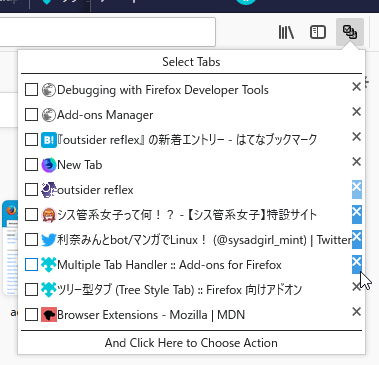 Select Tabs
Debugging with Firefox Developer Tools
Add-ons Manager
B! 『outsider reflex』 の新着エントリー - はてなブックマーク
New Tab
outsider reflex
シス管系女子って何！？ - 【シス管系女子】特設サイト
利奈みんとbot/マンガでLinux！ (@sysadgirl_mint) | Twitter
Multiple Tab Handler :: Add-ons for Firefox
ツリー型タブ (Tree Style Tab) :: Firefox 向けアドオン
Browser Extensions - Mozilla | MDN
And Click Here to Choose Action